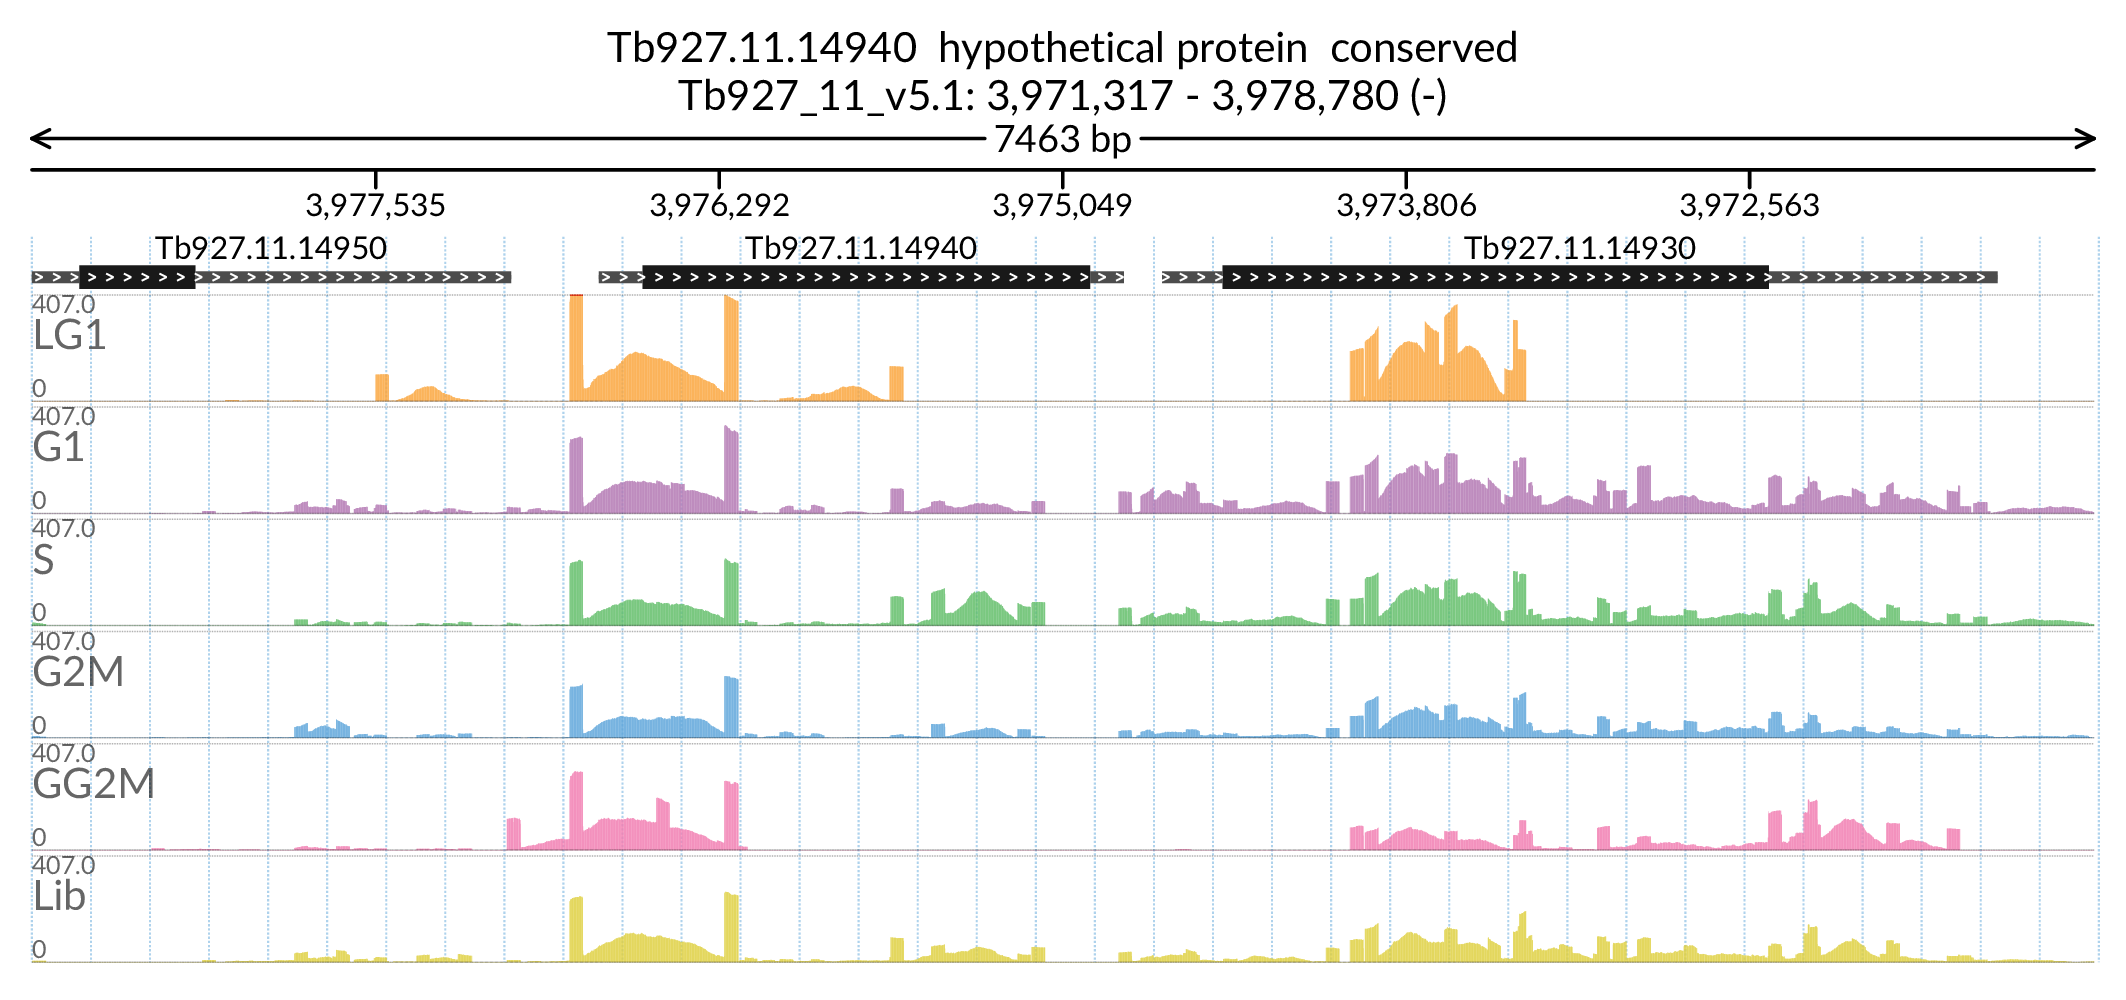 Tb927.11.14940 hypothetical protein conserved
Tb927_11_v5.1: 3,971,317 - 3,978,780 (-)
7463 bp
3,977,535 3,976,292 3,975,049 3,973,806 3,972,563
Tb927.11.14950 Tb927.11.14940 Tb927.11.14930
407.0
LG1
0
407.0
G1
0
407.0
S
0
407.0
G2M
0
407.0
GG2M
0
407.0
Lib
0